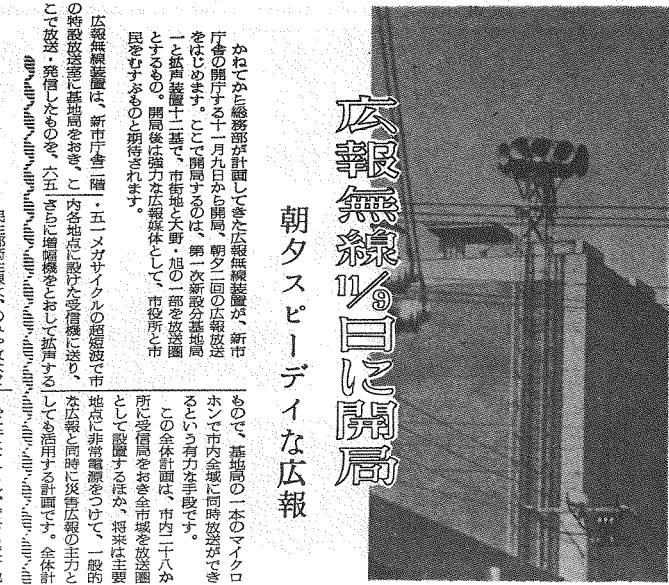 広報無線11/9日に開局
朝夕スピーディな広報
かねてから総務部が計画してきた広報無線装置が、新市
庁舎の開庁する十一月九日から開局、朝夕二回の広報放送
をはじめます。ここで開局するのは、第一次新設分基地局
一と拡声装置十二基で、市街地と大野・旭の一部を放送圏
とするもの。開局後は強力な広報媒体として、市役所と市
民をむすぶものと期待されます。
広報無線装置は、新市庁舎二階
の特設放送室に基地局をおき、こ
こで放送・発信したものを、六五
・五一メガサイクルの超短波で市
内各地点に設けた受信機に送り、
さらに増幅機をとおして拡声する
もので、基地局の一本のマイクロ
ホンで市内全域に同時放送ができ
るという有力な手段です。
この全体計画は、市内二十八か
所に受信局をおき全市域を放送圏
として設置するほか、将来は主要
地点に非常電源をつけて、一般的
な広報と同時に災害広報の主力と
しても活用する計画です。全体計